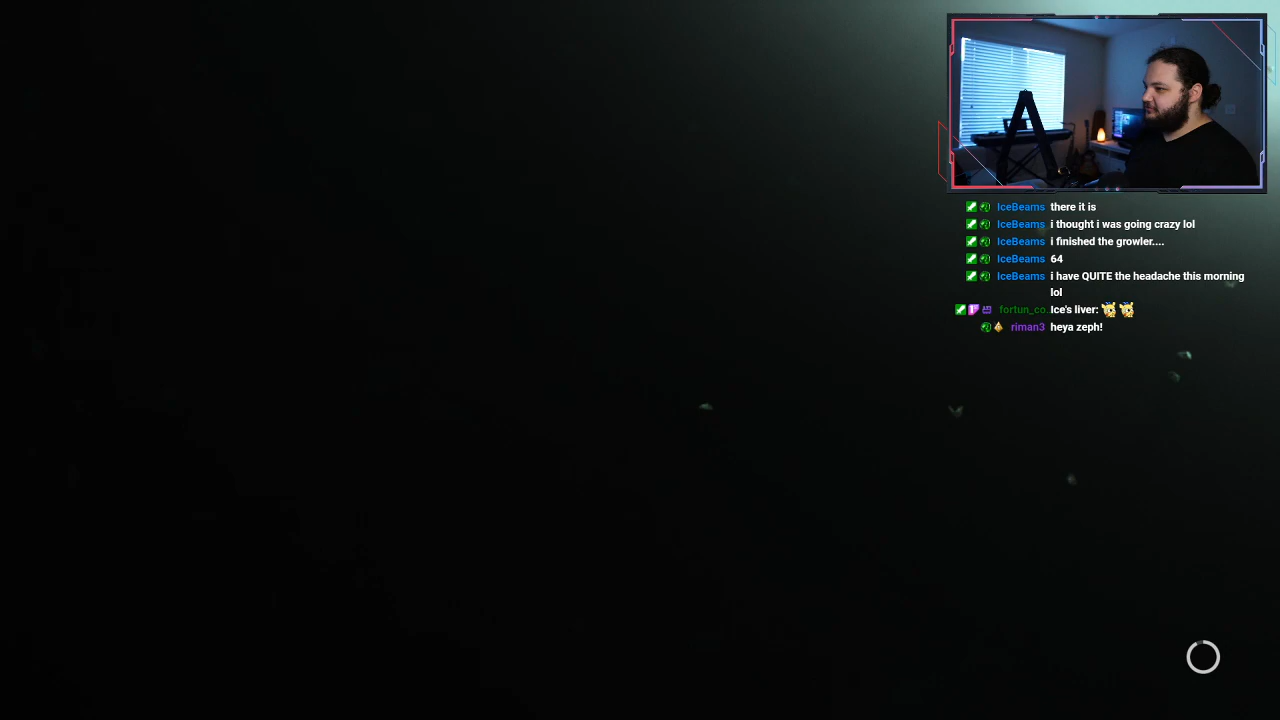 IceBeams there it is
IceBeams i thought i was going crazy lol
IceBeams i finished the growler....
IceBeams 64
IceBeams i have QUITE the headache this morning
lol
fortun_co.. Ice's liver:
riman3 heya zeph!